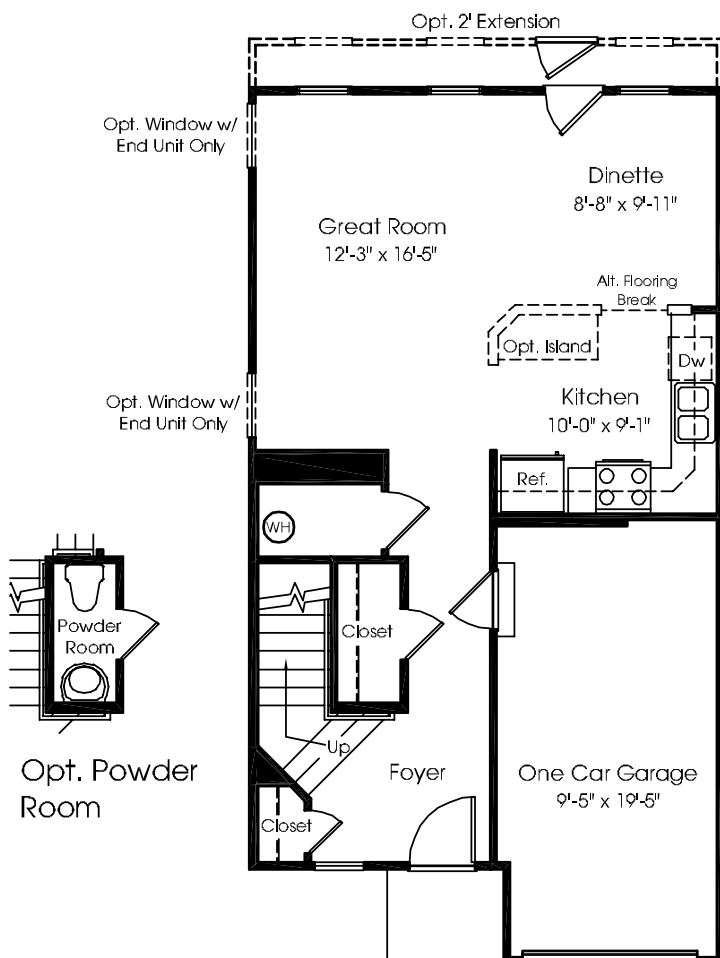 Opt. 2' Extension
Opt. Window w/
End Unit Only
Dinette
8'-8" x 9'-11"
Great Room
12'-3" x 16'-5"
Alt. Flooring
Break
Opt. Island
Dw
Opt. Window w/
End Unit Only
Kitchen
10'-0" x 9'-1"
Ref.
WH
Powder
Room
Closet
Up
Opt. Powder
Room
Foyer
One Car Garage
9'-5" x 19'-5"
Closet